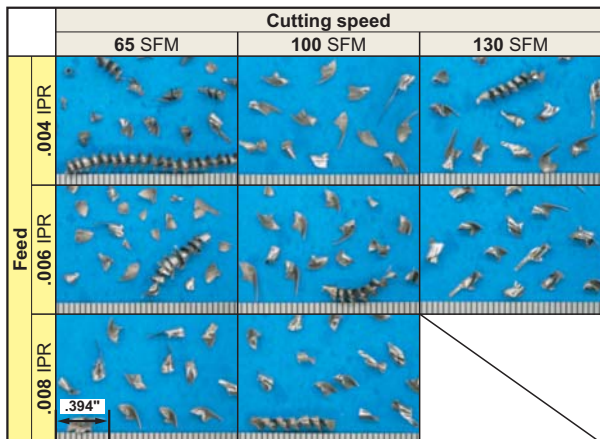 Cutting speed
65 SFM
100 SFM
130 SFM
Feed
.004 IPR
.006 IPR
.008 IPR
.394"